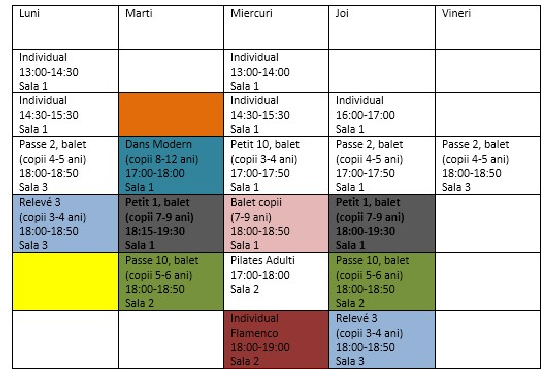 Luni
Marti
Miercuri
Joi
Vineri
Individual
13:00-14:30
Sala 1
Individual
13:00-14:00
Sala 1
Individual
14:30-15:30
Sala 1
Individual
14:30-15:30
Sala 1
Individual
16:00-17:00
Sala 1
Passe 2, balet
(copii 4-5 ani)
18:00-18:50
Sala 3
Dans Modern
(copii 8-12 ani)
17:00-18:00
Sala 1
Petit 10, balet
(copii 3-4 ani)
17:00-17:50
Sala 1
Passe 2, balet
(copii 4-5 ani)
17:00-17:50
Sala 1
Passe 2, balet
(copii 4-5 ani)
18:00-18:50
Sala 3
Relevé 3
(copii 3-4 ani)
18:00-18:50
Sala 3
Petit 1, balet
(copii 7-9 ani)
18:15-19:30
Sala 1
Balet copii
(7-9 ani)
18:00-18:50
Sala 1
Petit 1, balet
(copii 7-9 ani)
18:00-19:30
Sala 1
Passe 10, balet
(copii 5-6 ani)
18:00-18:50
Sala 2
Pilates Adulti
17:00-18:00
Sala 2
Passe 10, balet
(copii 5-6 ani)
18:00-18:50
Sala 2
Individual
Flamenco
18:00-19:00
Sala 2
Relevé 3
(copii 3-4 ani)
18:00-18:50
Sala 3